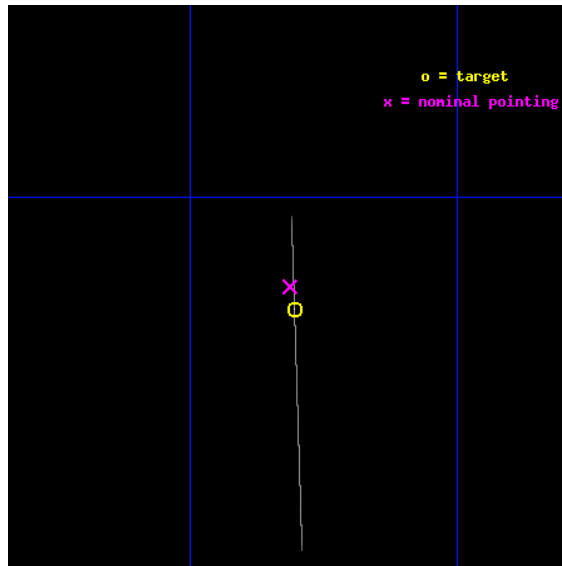 o = target
x = nominal pointing